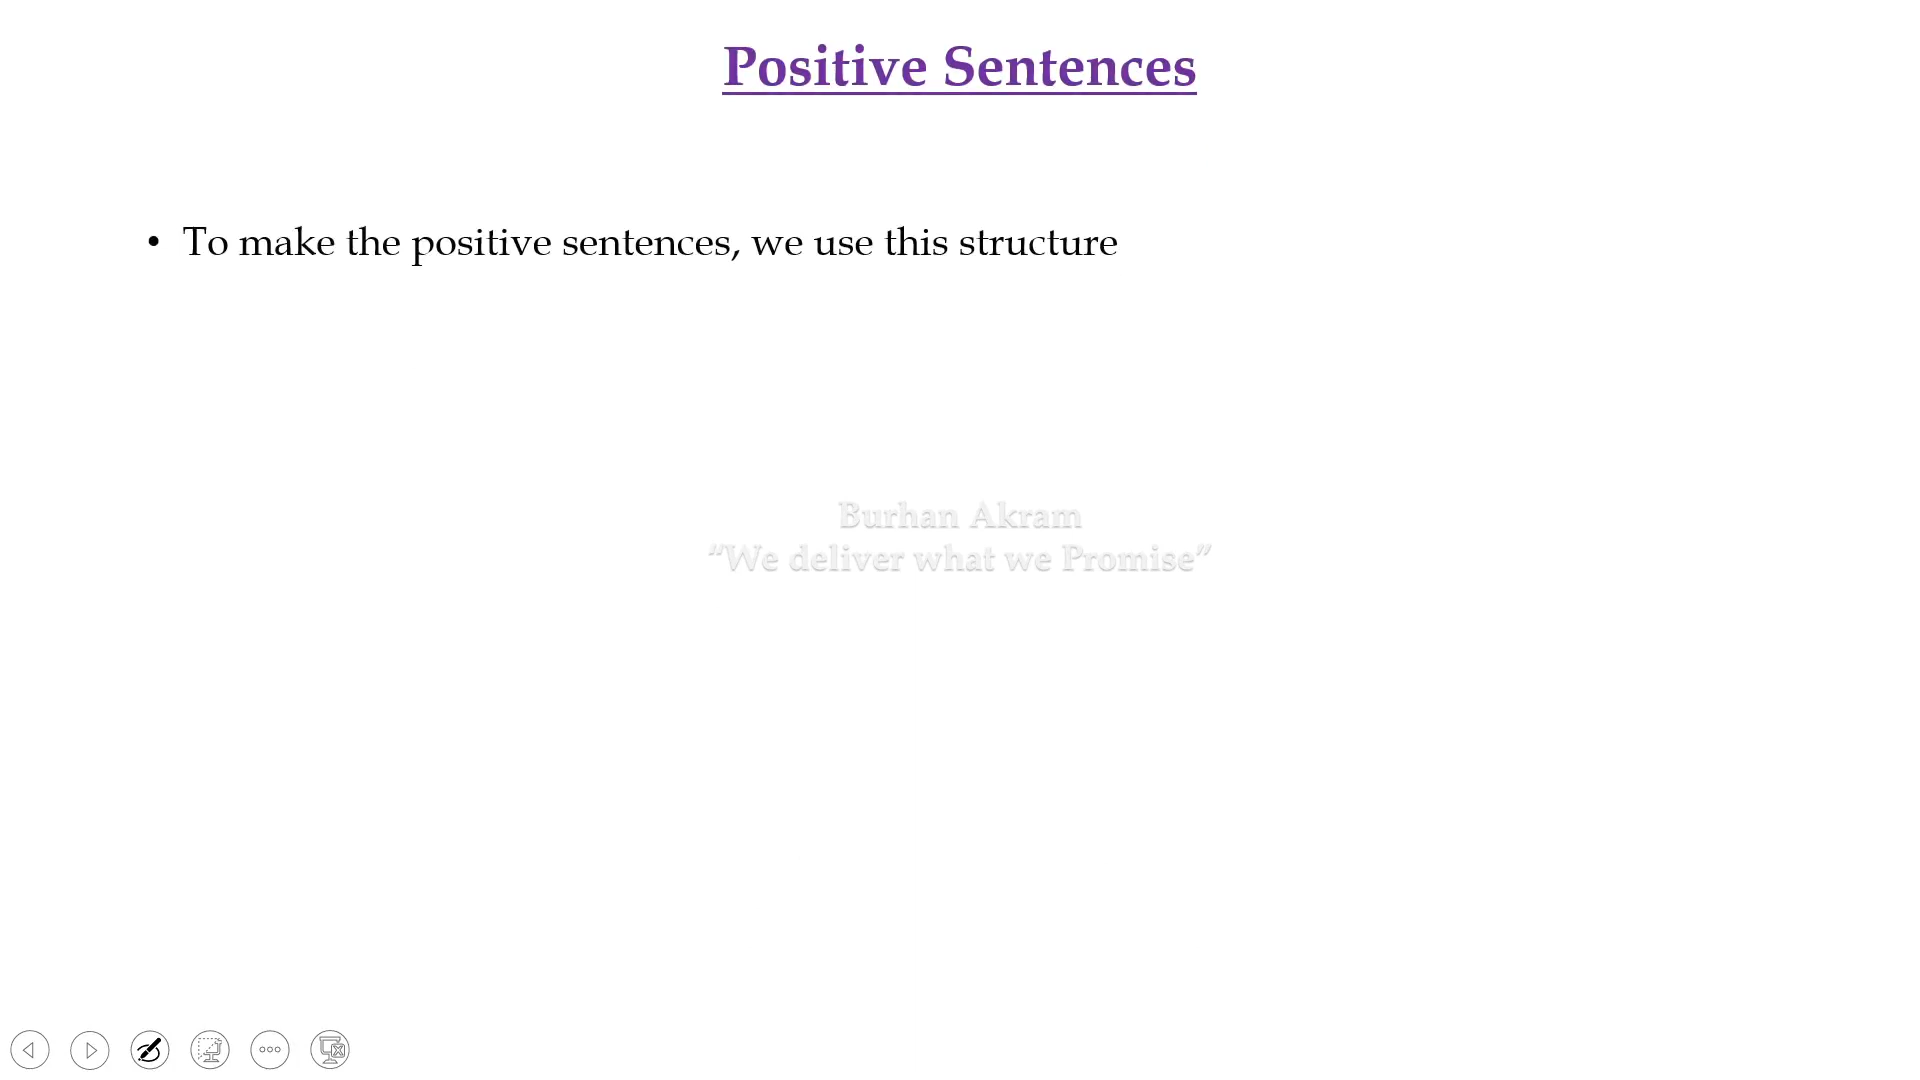 Positive Sentences
• To make the positive sentences, we use this structure
Burhan Akram
“We deliver what we Promise”